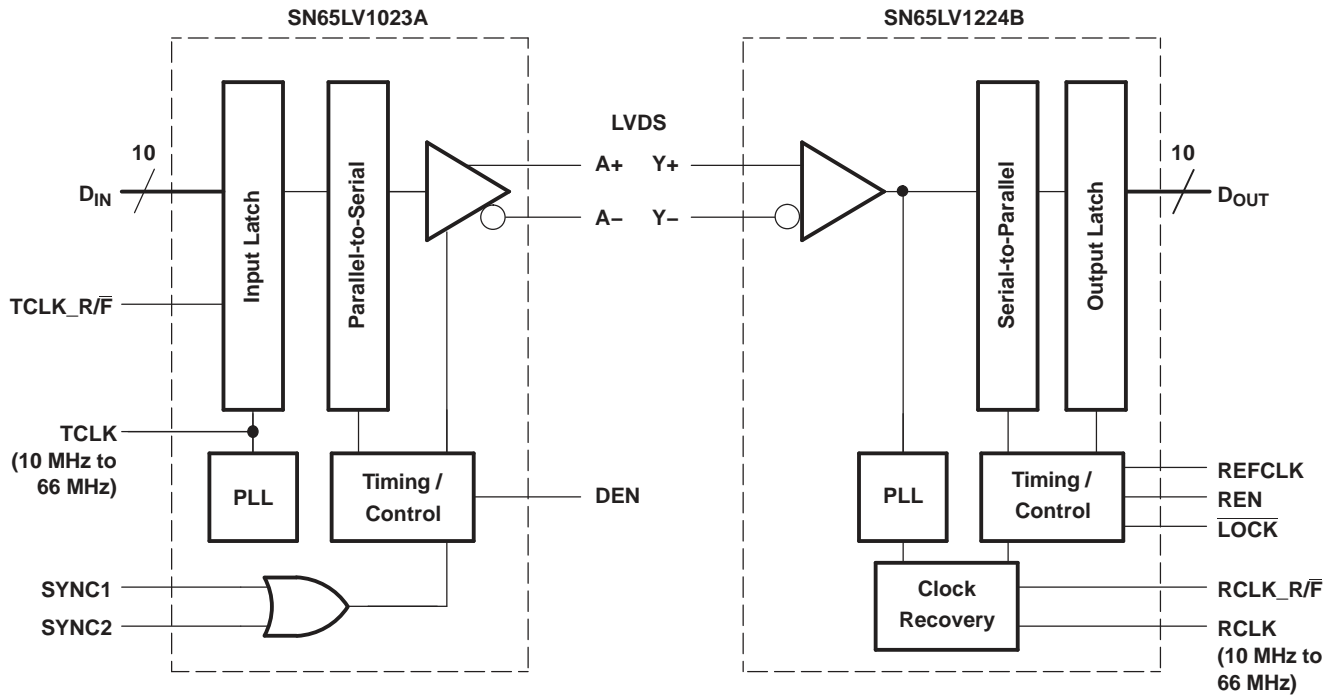 SN65LV1023A
SN65LV1224B
LVDS
10
D_IN
Input Latch
Parallel-to-Serial
A+
Y+
A−
Y−
Serial-to-Parallel
Output Latch
10
D_OUT
TCLK_R/F̅
TCLK
(10 MHz to
66 MHz)
PLL
Timing /
Control
DEN
PLL
Timing /
Control
REFCLK
REN
L̅O̅C̅K̅
SYNC1
SYNC2
Clock
Recovery
RCLK_R/F̅
RCLK
(10 MHz to
66 MHz)